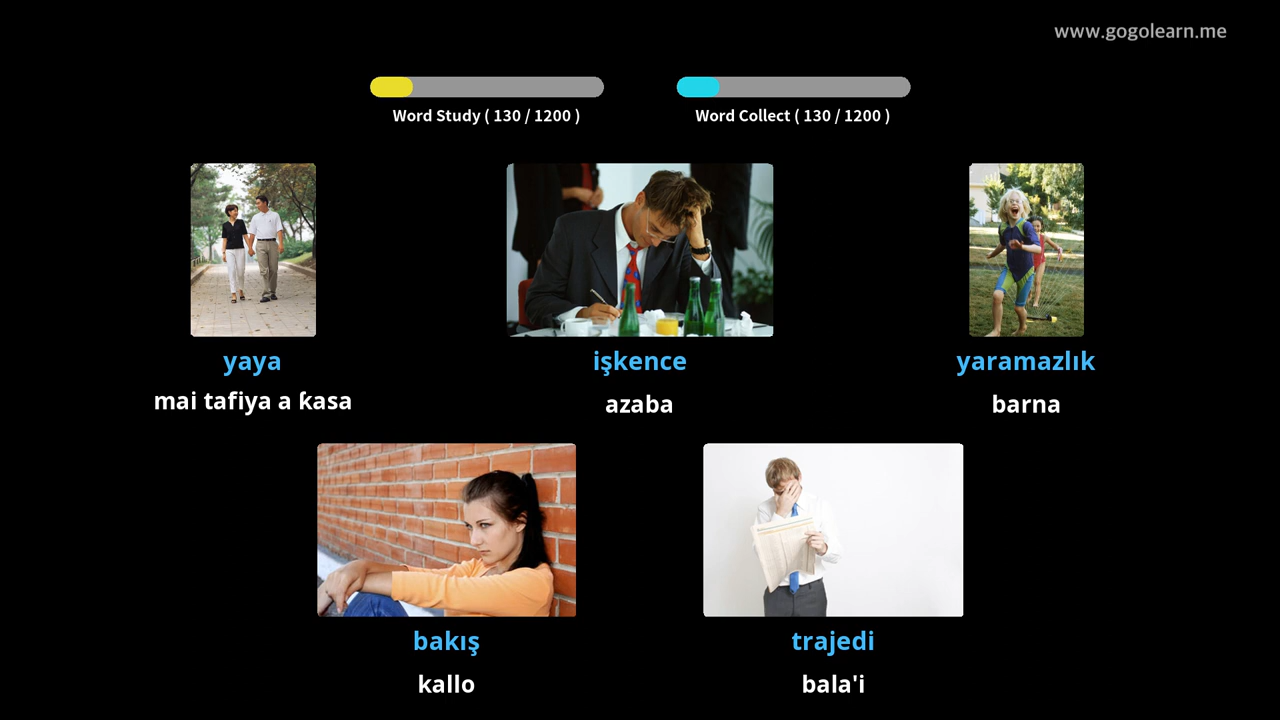 www.gogolearn.me
Word Study ( 130 / 1200 )
Word Collect ( 130 / 1200 )
yaya
mai tafiya a ƙasa
işkence
azaba
yaramazlık
barna
bakış
kallo
trajedi
bala'i